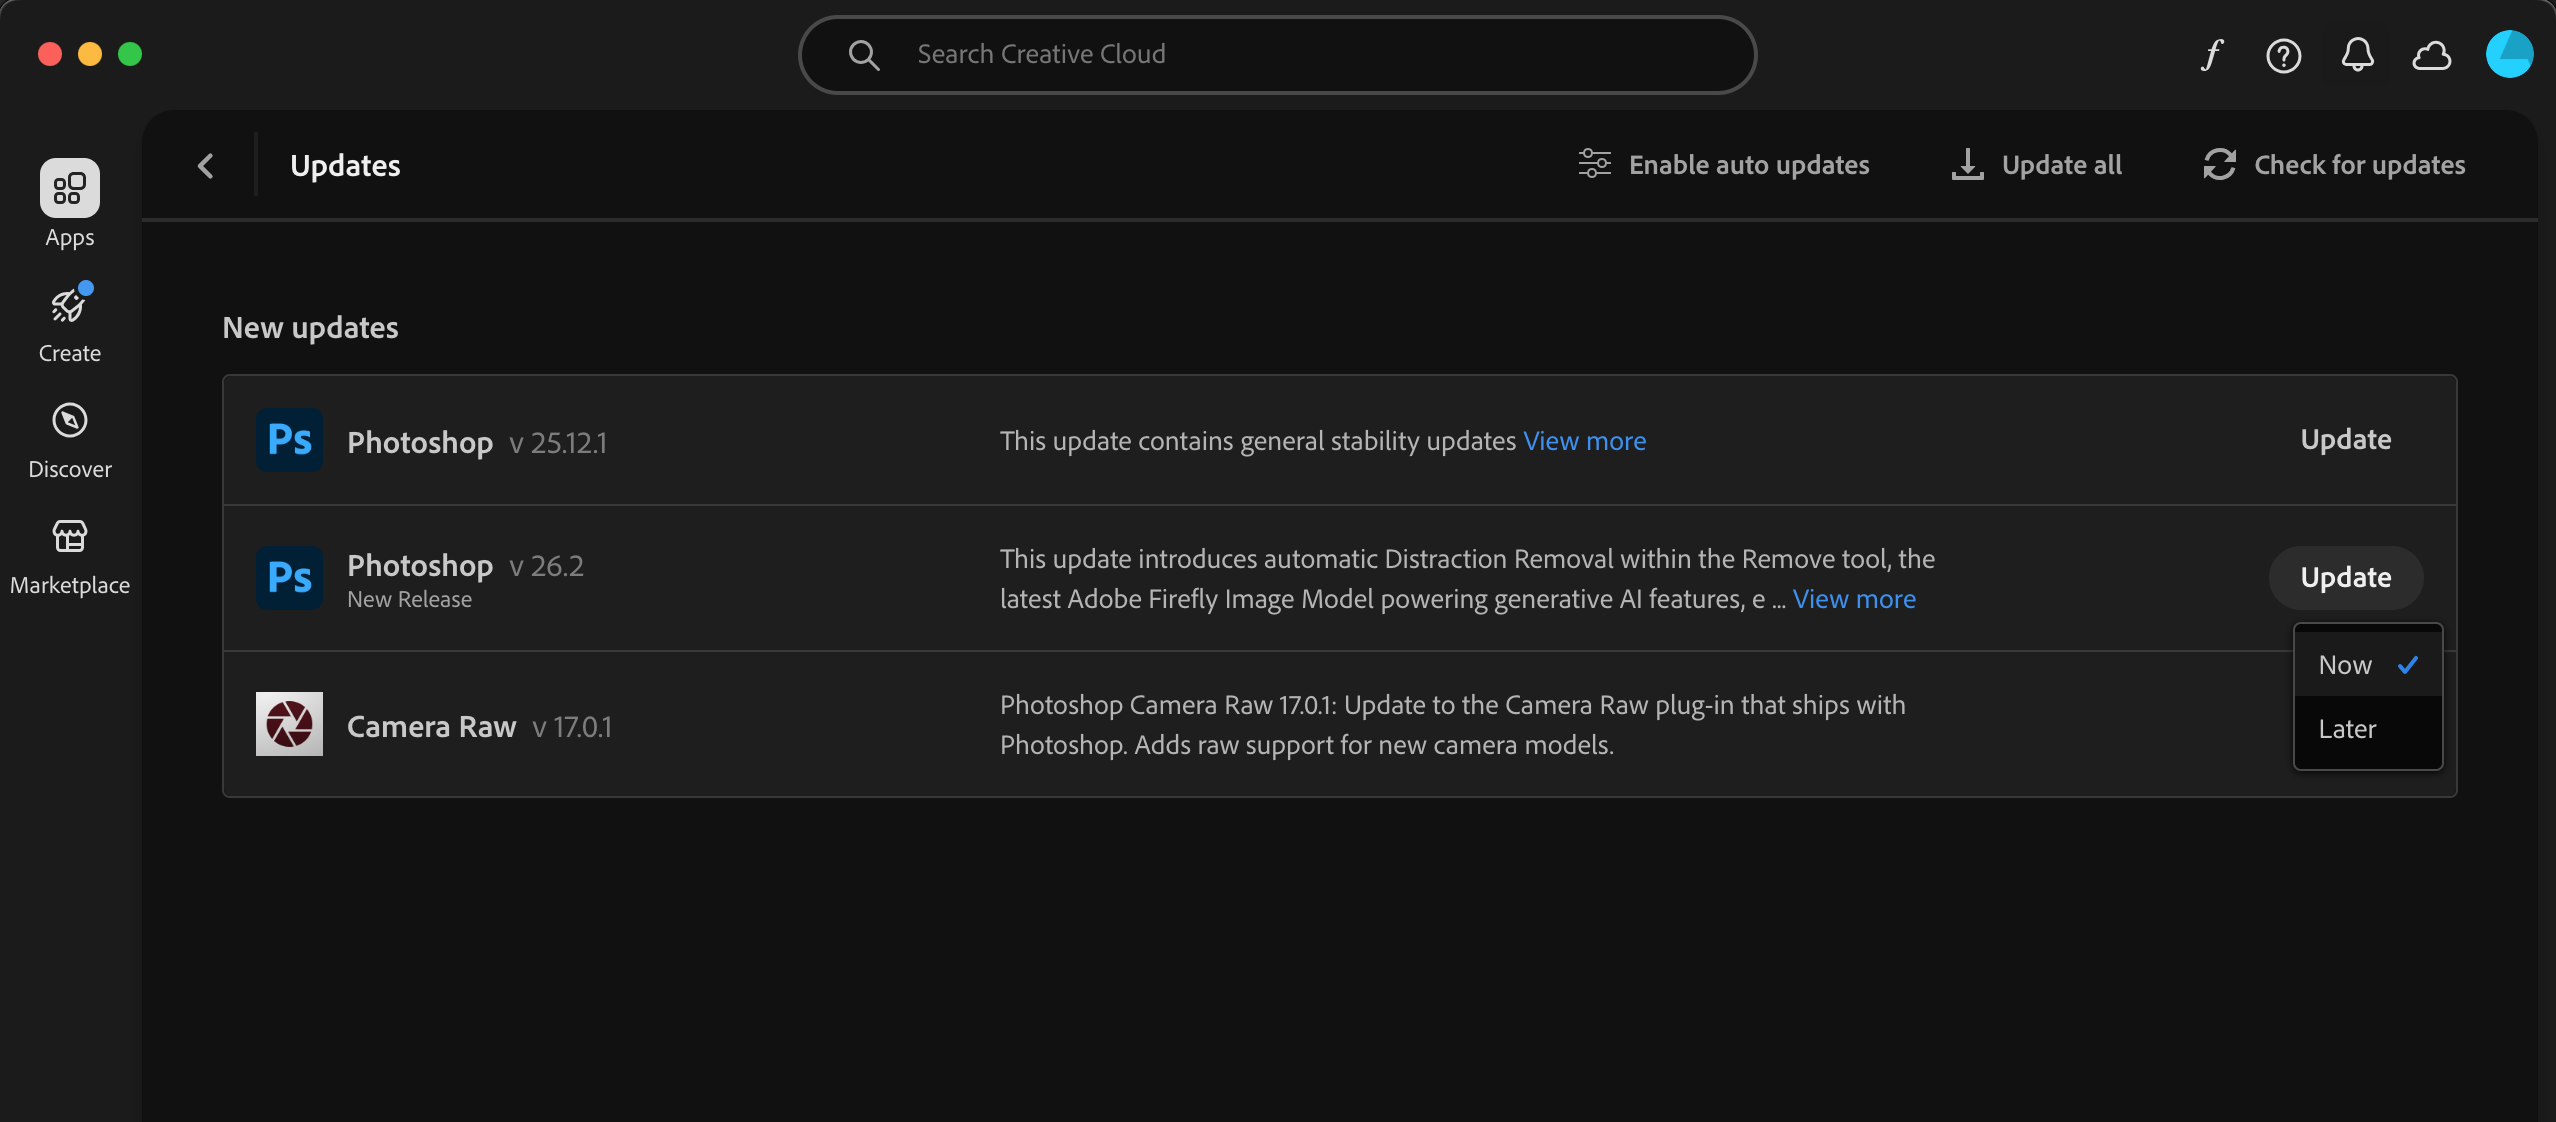 Search Creative Cloud
Apps
Create
Discover
Marketplace
Updates
Enable auto updates
Update all
Check for updates
New updates
Ps Photoshop v 25.12.1
This update contains general stability updates View more
Update
Ps Photoshop v 26.2
New Release
This update introduces automatic Distraction Removal within the Remove tool, the
latest Adobe Firefly Image Model powering generative AI features, e ... View more
Update
Now
Later
Camera Raw v 17.0.1
Photoshop Camera Raw 17.0.1: Update to the Camera Raw plug-in that ships with
Photoshop. Adds raw support for new camera models.